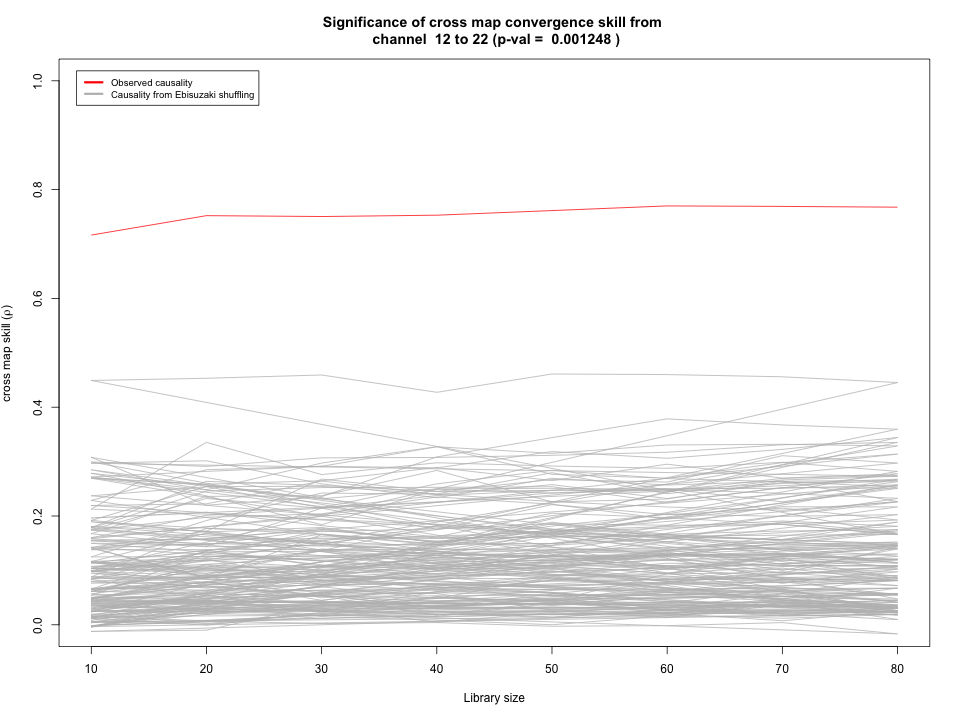 Significance of cross map convergence skill from
channel  12 to 22 (p-val =  0.001248 )
Observed causality
Causality from Ebisuzaki shuffling
cross map skill (ρ)
1.0
0.8
0.6
0.4
0.2
0.0
10 20 30 40 50 60 70 80
Library size